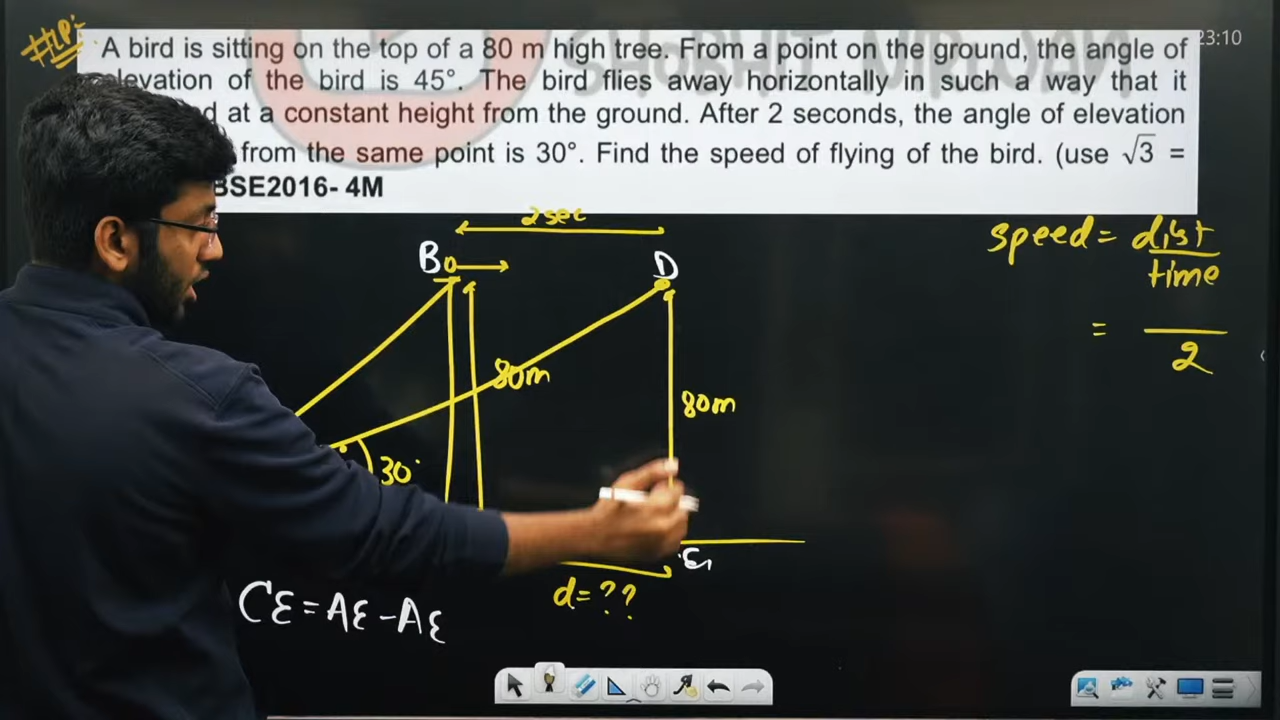 #LP:-
A bird is sitting on the top of a 80 m high tree. From a point on the ground, the angle of
elevation of the bird is 45°. The bird flies away horizontally in such a way that it
at a constant height from the ground. After 2 seconds, the angle of elevation
from the same point is 30°. Find the speed of flying of the bird. (use √3 =
BSE2016- 4M
23:10
2 sec
B
D
speed = dist
time
= 
2
80m
80m
30°
E
d = ??
CE = AE - AE